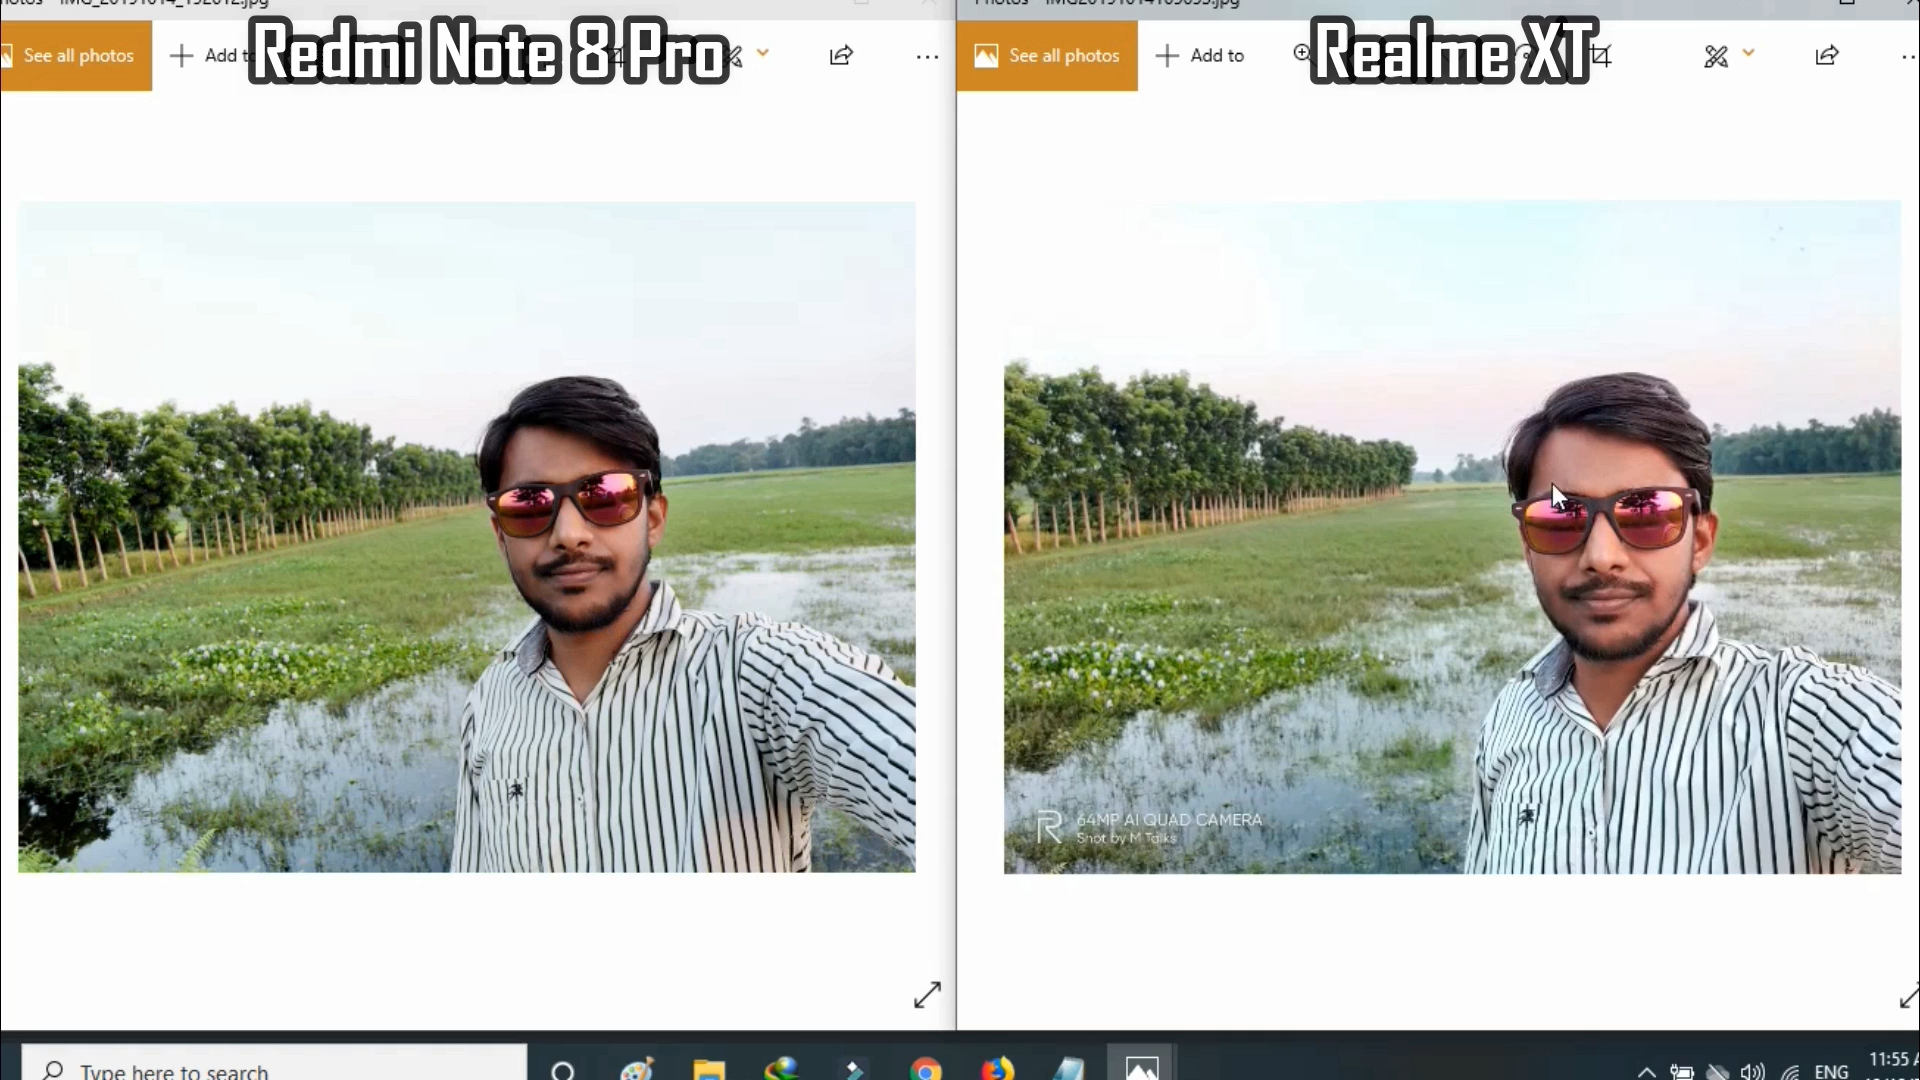 Redmi Note 8 Pro
Realme XT
See all photos
Add to
See all photos
Add to
64MP AI QUAD CAMERA
Shot by M Talks
Type here to search
ENG
11:55 A